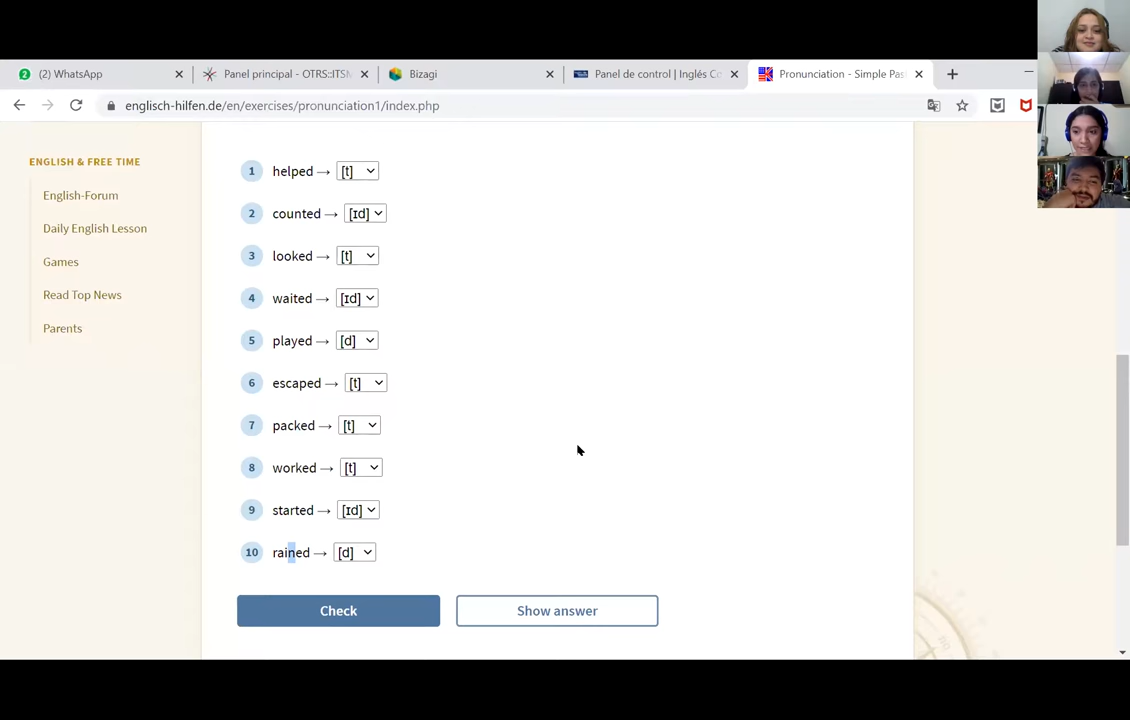 (2) WhatsApp
Panel principal - OTRS::ITSM
Bizagi
Panel de control | Inglés Co
Pronunciation - Simple Pas
englisch-hilfen.de/en/exercises/pronunciation1/index.php
ENGLISH & FREE TIME
English-Forum
Daily English Lesson
Games
Read Top News
Parents
1 helped → [t]
2 counted → [ɪd]
3 looked → [t]
4 waited → [ɪd]
5 played → [d]
6 escaped → [t]
7 packed → [t]
8 worked → [t]
9 started → [ɪd]
10 rained → [d]
Check
Show answer